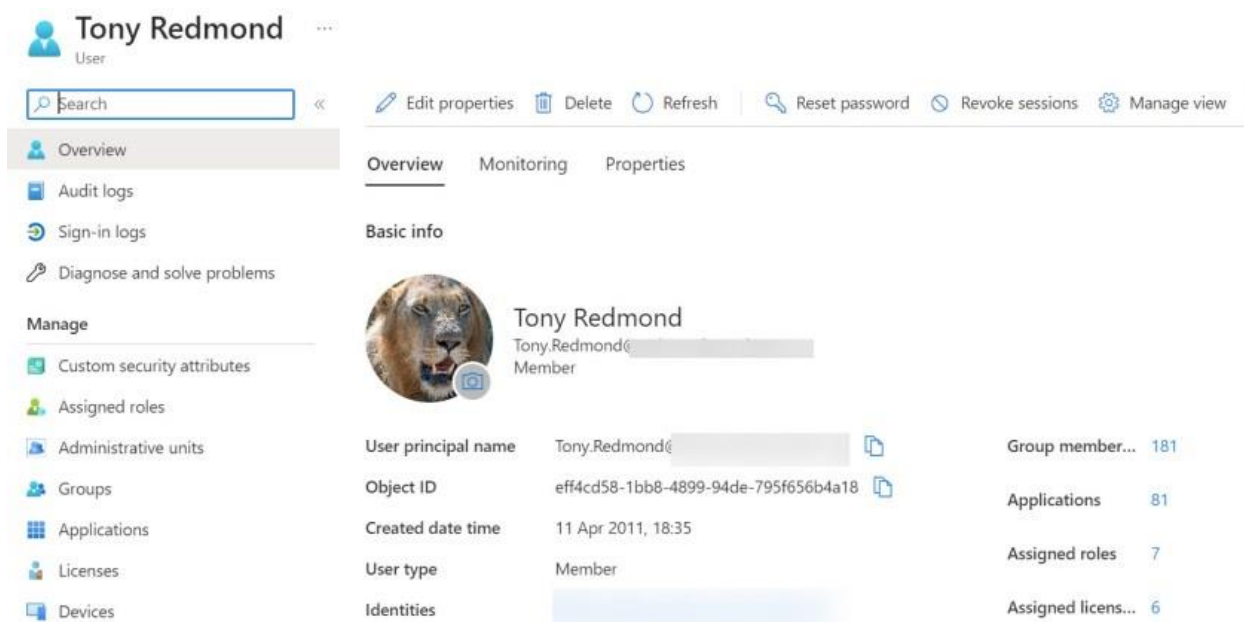 Tony Redmond ...
User
Search «
Edit properties Delete Refresh Reset password Revoke sessions Manage view
Overview
Audit logs
Sign-in logs
Diagnose and solve problems
Manage
Custom security attributes
Assigned roles
Administrative units
Groups
Applications
Licenses
Devices
Overview Monitoring Properties
Basic info
Tony Redmond
Tony.Redmond@
Member
User principal name Tony.Redmond@
Object ID eff4cd58-1bb8-4899-94de-795f656b4a18
Created date time 11 Apr 2011, 18:35
User type Member
Identities
Group member... 181
Applications 81
Assigned roles 7
Assigned licens... 6